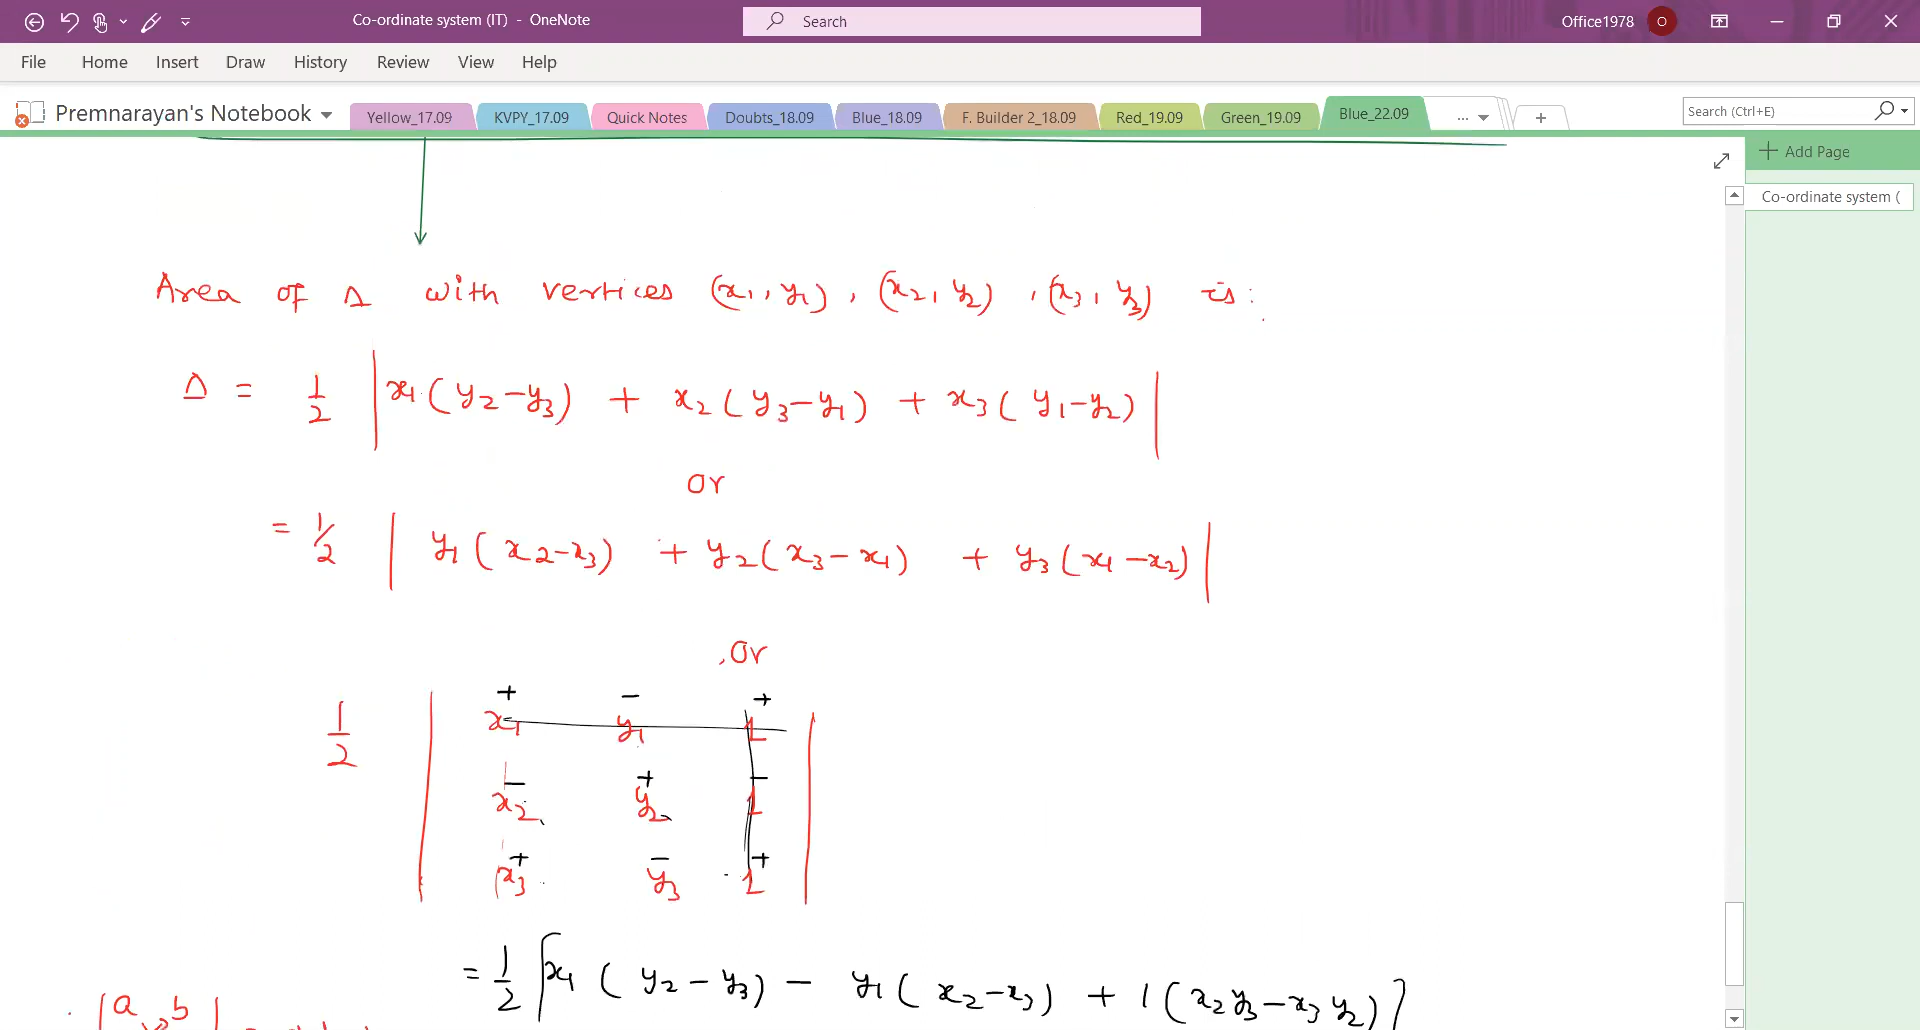 Co-ordinate system (IT) - OneNote
Search
Office1978
O
File Home Insert Draw History Review View Help
Premnarayan's Notebook
Yellow_17.09 KVPY_17.09 Quick Notes Doubts_18.09 Blue_18.09 F. Builder 2_18.09 Red_19.09 Green_19.09 Blue_22.09 ... +
Search (Ctrl+E)
+ Add Page
Co-ordinate system (
Area of Δ with vertices (x₁, y₁), (x₂, y₂), (x₃, y₃) is:
Δ = 1/2 | x₁(y₂-y₃) + x₂(y₃-y₁) + x₃(y₁-y₂) |
or
= 1/2 | y₁(x₂-x₃) + y₂(x₃-x₁) + y₃(x₁-x₂) |
, or
+ - +
1/2 | x₁ y₁ 1 |
- + -
x₂ y₂ 1
+ - +
x₃ y₃ 1
= 1/2 [ x₁(y₂-y₃) - y₁(x₂-x₃) + 1(x₂y₃-x₃y₂) ]
| a b |